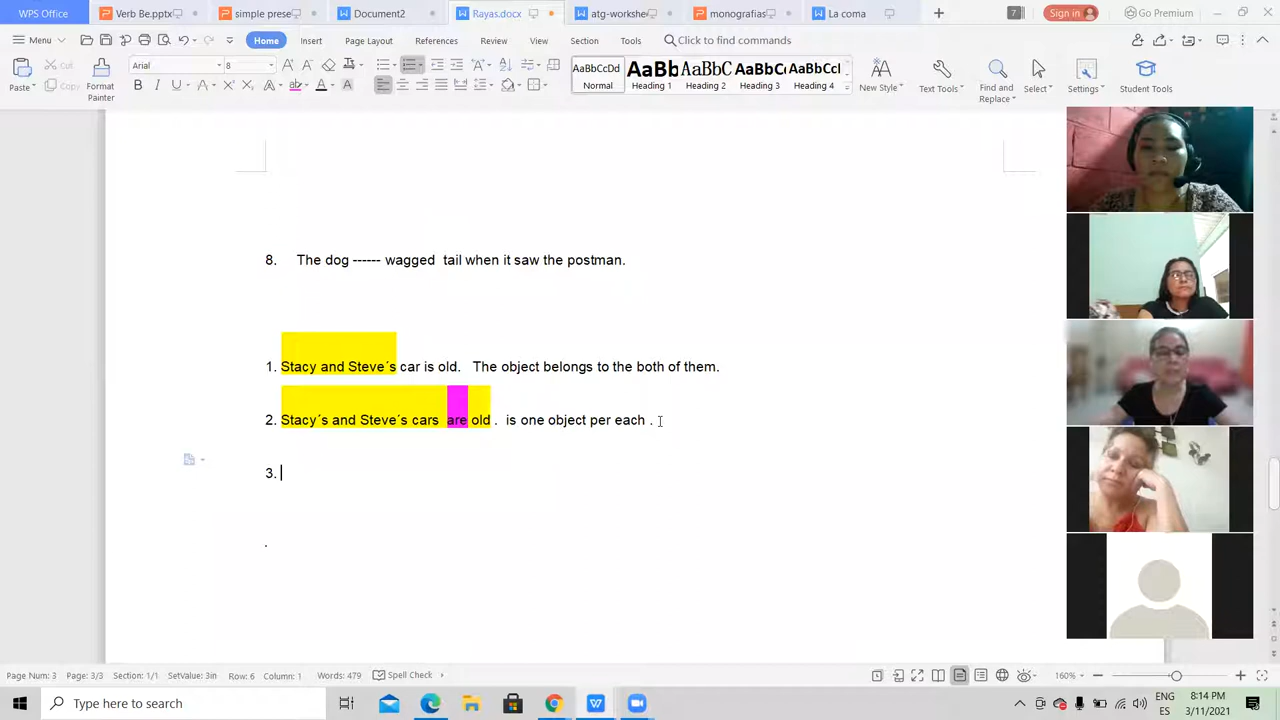 WPS Office
Verb Be.pptx
simple prese
Document2
Rayas.docx
atg-wkshe
monografias
La coma
7
Sign in
Go Premium
Menu
Home
Insert
References
Review
View
Section
Tools
Click to find commands
Paste
Cut
Copy
Format
Painter
Arial
8
AaBbCcDd
Normal
AaBb
Heading 1
AaBbC
Heading 2
AaBbCc
Heading 3
AaBbCc
Heading 4
New Style
Text Tools
Find and
Replace
Select
Settings
Student Tools
8. The dog ------ wagged tail when it saw the postman.
1. Stacy and Steve´s car is old. The object belongs to the both of them.
2. Stacy´s and Steve´s cars are old . is one object per each .
3.
.
Page Num: 3 Page: 3/3 Section: 1/1 Row: 6 Column: 1 Words: 479 Spell Check
160%
Type here to search
ENG
ES
8:14 PM
3/11/2021